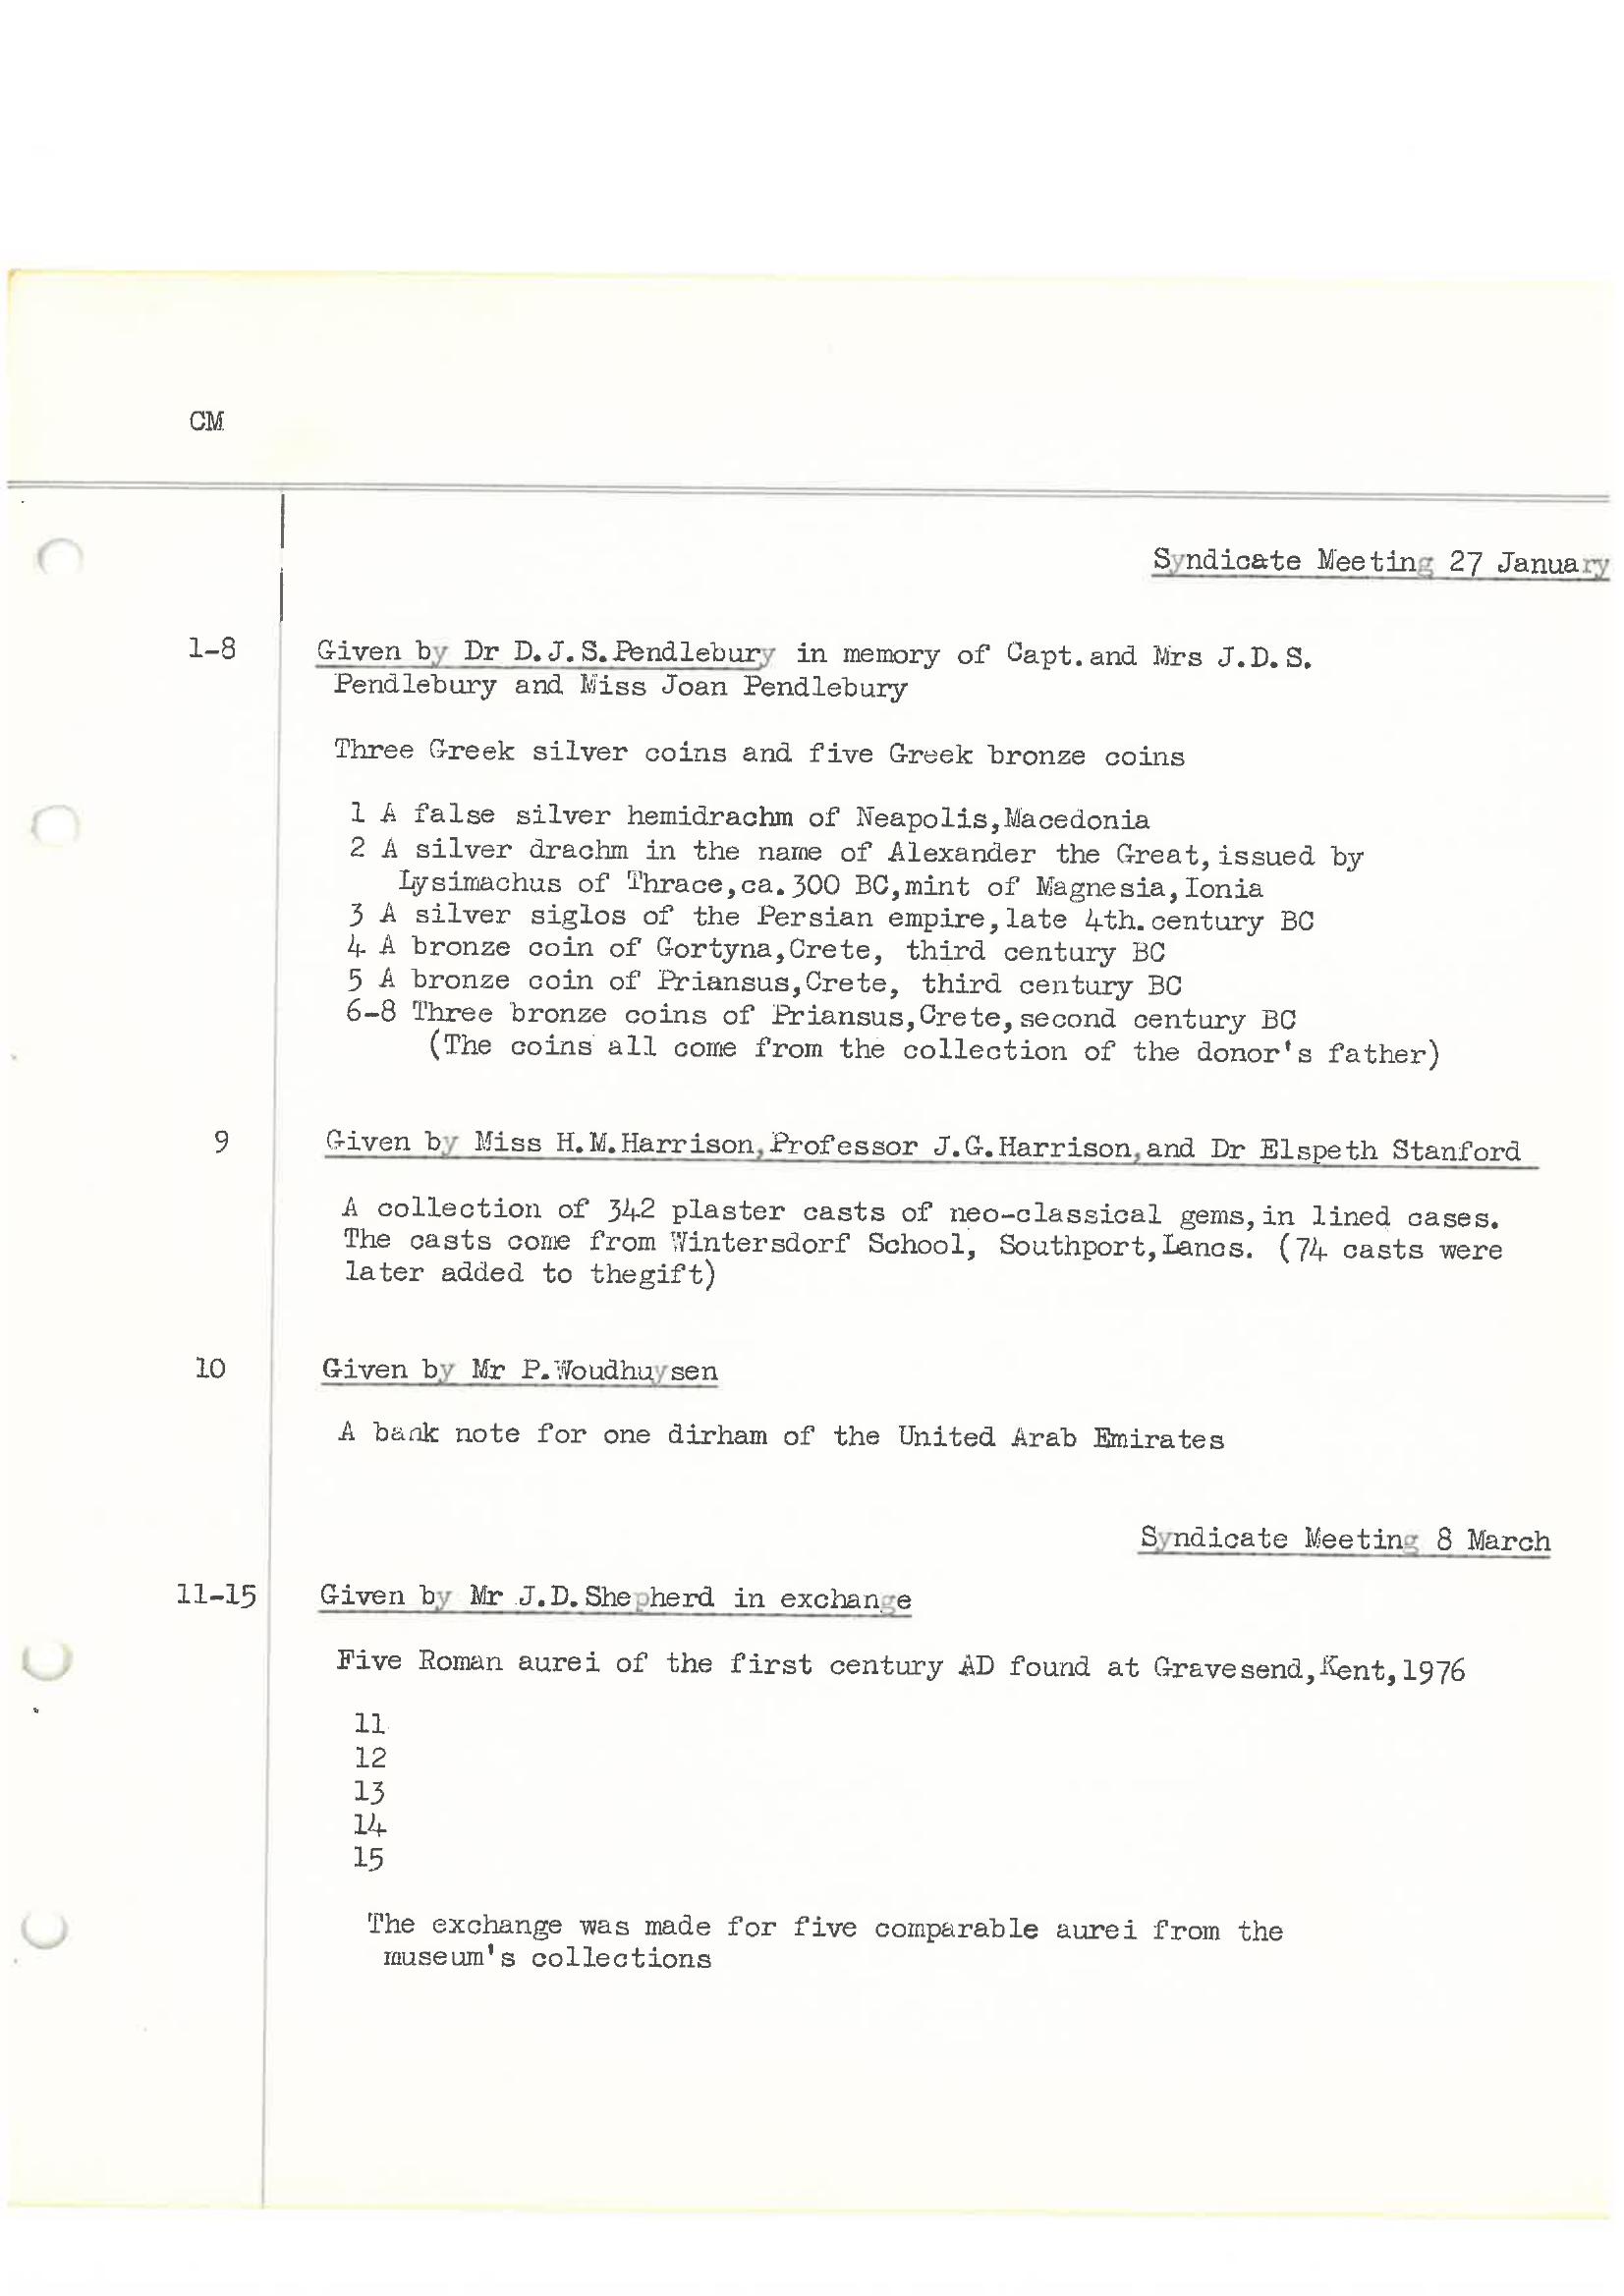 CM
Syndicate Meeting 27 January
1-8 Given by Dr D.J.S.Pendlebury in memory of Capt.and Mrs J.D.S.
Pendlebury and Miss Joan Pendlebury
Three Greek silver coins and five Greek bronze coins
1 A false silver hemidrachm of Neapolis,Macedonia
2 A silver drachm in the name of Alexander the Great,issued by
Lysimachus of Thrace,ca.300 BC,mint of Magnesia,Ionia
3 A silver siglos of the Persian empire,late 4th.century BC
4 A bronze coin of Gortyna,Crete, third century BC
5 A bronze coin of Priansus,Crete, third century BC
6-8 Three bronze coins of Priansus,Crete,second century BC
(The coins all come from the collection of the donor's father)
9 Given by Miss H.M.Harrison,Professor J.G.Harrison,and Dr Elspeth Stanford
A collection of 342 plaster casts of neo-classical gems,in lined cases.
The casts come from Wintersdorf School, Southport,Lancs. (74 casts were
later added to thegift)
10 Given by Mr P.Woudhuysen
A bank note for one dirham of the United Arab Emirates
Syndicate Meeting 8 March
11-15 Given by Mr J.D.Shepherd in exchange
Five Roman aurei of the first century AD found at Gravesend,Kent,1976
11
12
13
14
15
The exchange was made for five comparable aurei from the
museum's collections